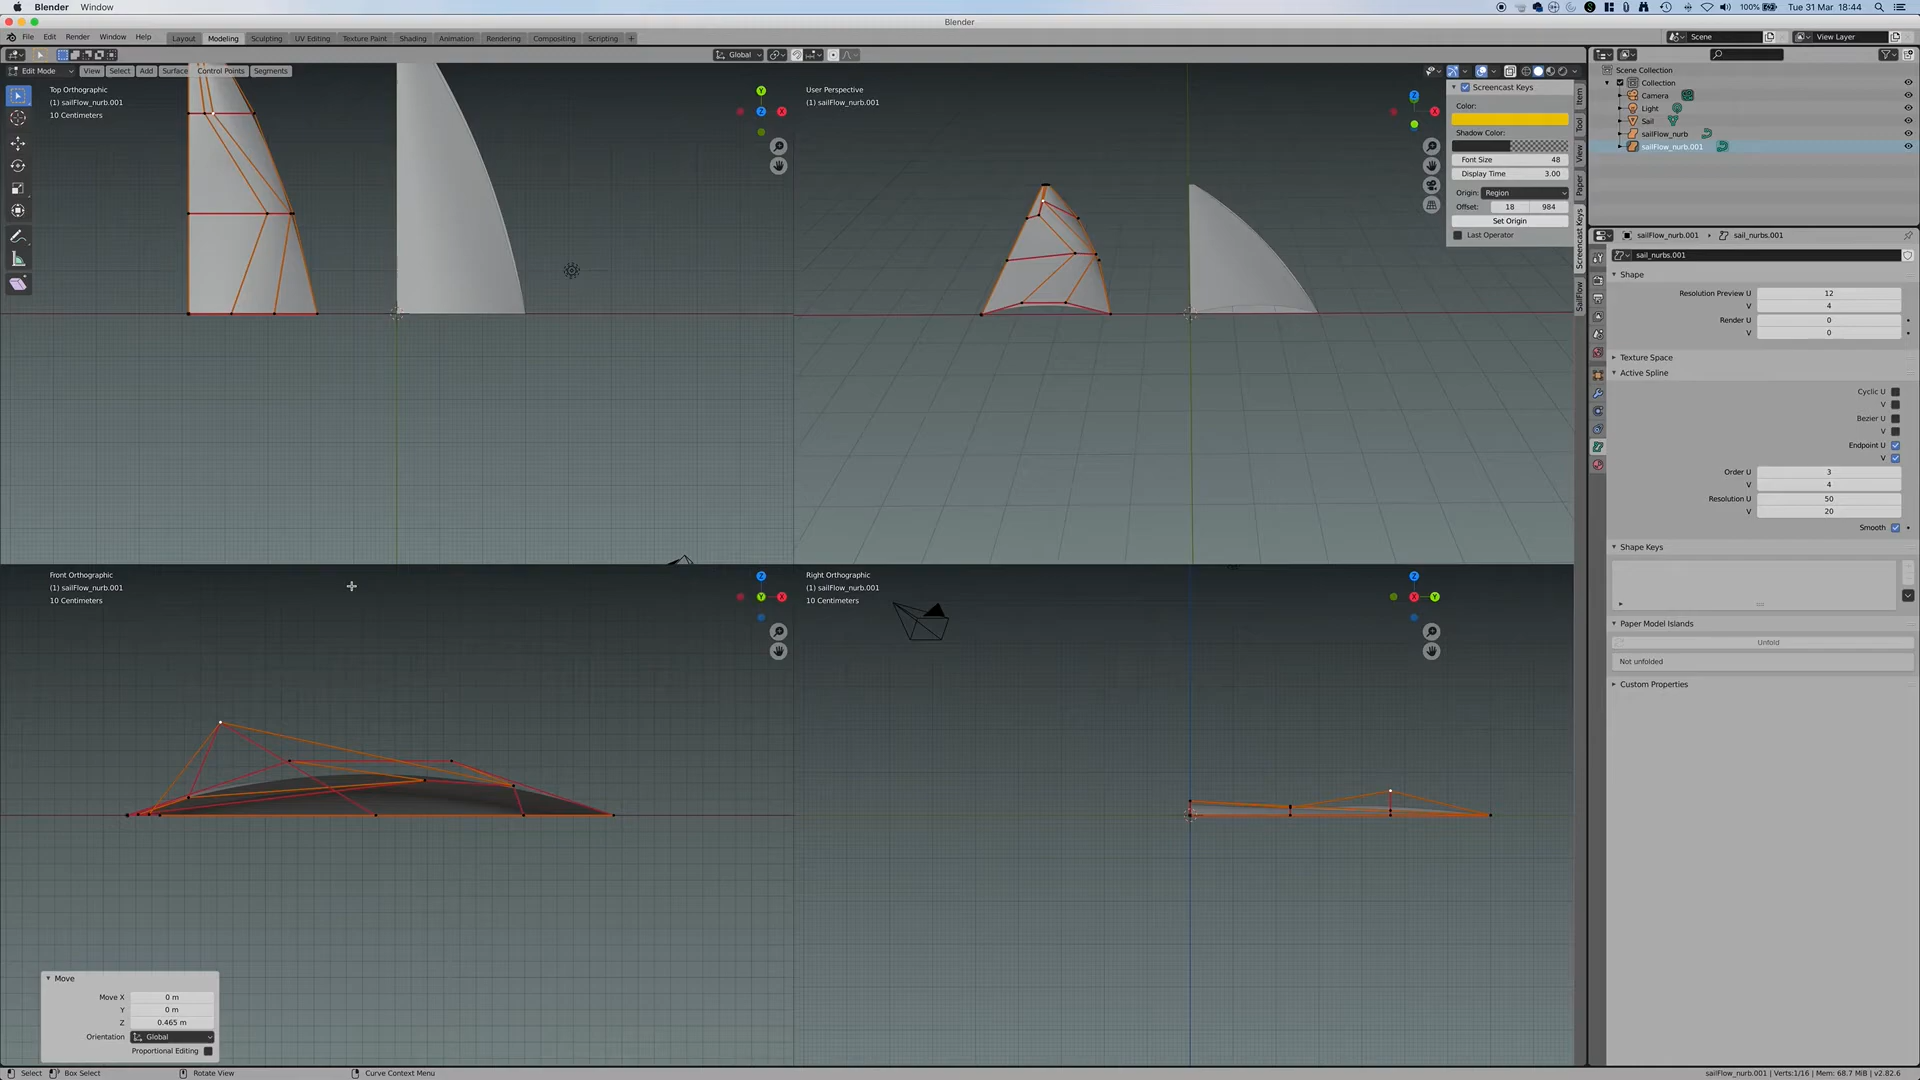 Blender Window
100% Tue 31 Mar 18:44
Blender
File Edit Render Window Help Layout Modeling Sculpting UV Editing Texture Paint Shading Animation Rendering Compositing Scripting +
Scene View Layer
Global
Edit Mode View Select Add Surface Control Points Segments
Top Orthographic
(1) sailFlow_nurb.001
10 Centimeters
Y
Z
X
User Perspective
(1) sailFlow_nurb.001
Z
X
Screencast Keys
Color:
Shadow Color:
Font Size 48
Display Time 3.00
Origin: Region
Offset: 18 984
Set Origin
Last Operator
Item
Tool
View
Paper
Screencast Keys
SailFlow
Scene Collection
Collection
Camera
Light
Sail
sailFlow_nurb
sailFlow_nurb.001
sailFlow_nurb.001 sail_nurbs.001
sail_nurbs.001
Shape
Resolution Preview U 12
V 4
Render U 0
V 0
Texture Space
Active Spline
Cyclic U
V
Bezier U
V
Endpoint U
V
Order U 3
V 4
Resolution U 50
V 20
Smooth
Shape Keys
Paper Model Islands
Unfold
Not unfolded
Custom Properties
Front Orthographic
(1) sailFlow_nurb.001
10 Centimeters
Z
Y
X
Right Orthographic
(1) sailFlow_nurb.001
10 Centimeters
Z
X
Y
Move
Move X 0 m
Y 0 m
Z 0.465 m
Orientation Global
Proportional Editing
Select Box Select Rotate View Curve Context Menu
sailFlow_nurb.001 | Verts:1/16 | Mem: 68.7 MiB | v2.82.6